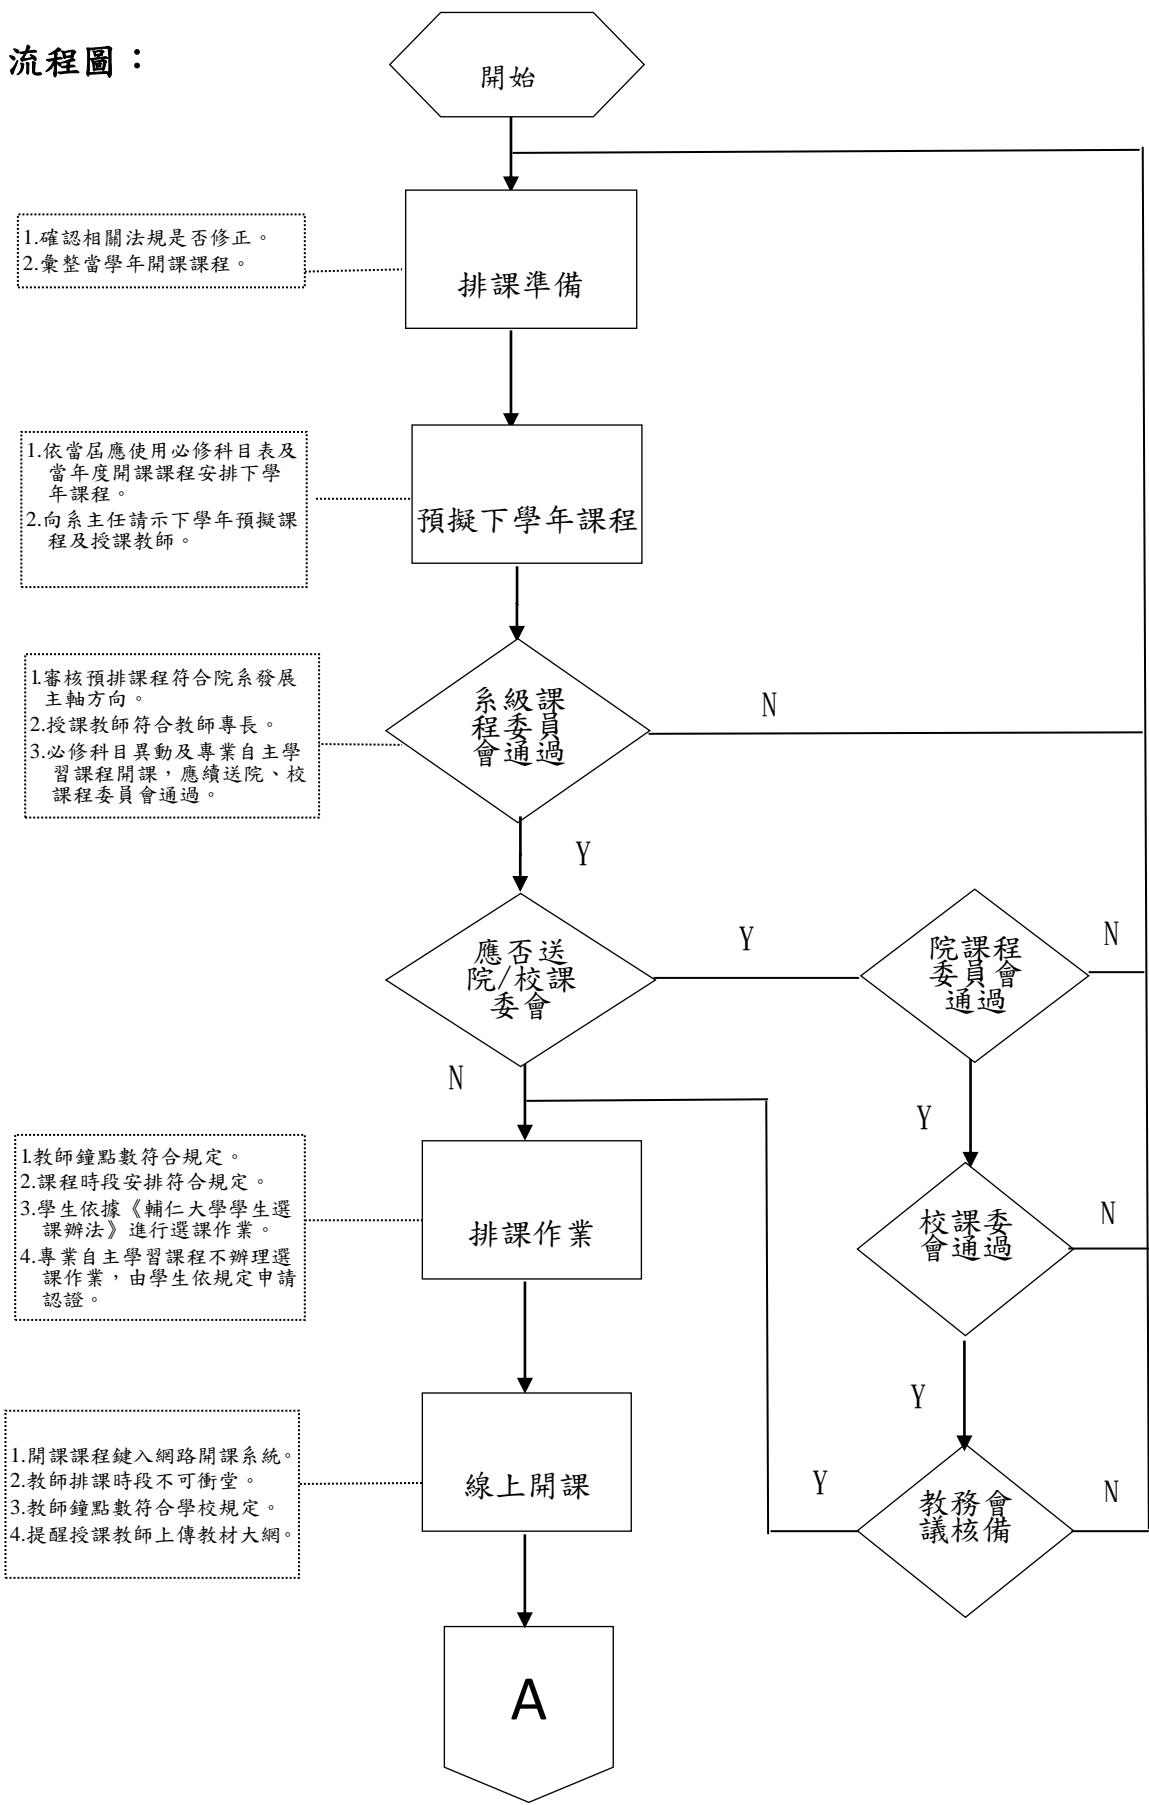 流程圖：
開始
1.確認相關法規是否修正。
2.彙整當學年開課課程。
排課準備
1.依當屆應使用必修科目表及
當年度開課課程安排下學
年課程。
2.向系主任請示下學年預擬課
程及授課教師。
預擬下學年課程
1.審核預排課程符合院系發展
主軸方向。
2.授課教師符合教師專長。
3.必修科目異動及專業自主學
習課程開課，應續送院、校
課程委員會通過。
系級課
程委員
會通過
N
Y
應否送
院/校課
委會
Y
院課程
委員會
通過
N
N
Y
1.教師鐘點數符合規定。
2.課程時段安排符合規定。
3.學生依據《輔仁大學學生選
課辦法》進行選課作業。
4.專業自主學習課程不辦理選
課作業，由學生依規定申請
認證。
排課作業
校課委
會通過
N
Y
1.開課課程鍵入網路開課系統。
2.教師排課時段不可衝堂。
3.教師鐘點數符合學校規定。
4.提醒授課教師上傳教材大網。
線上開課
Y
教務會
議核備
N
A